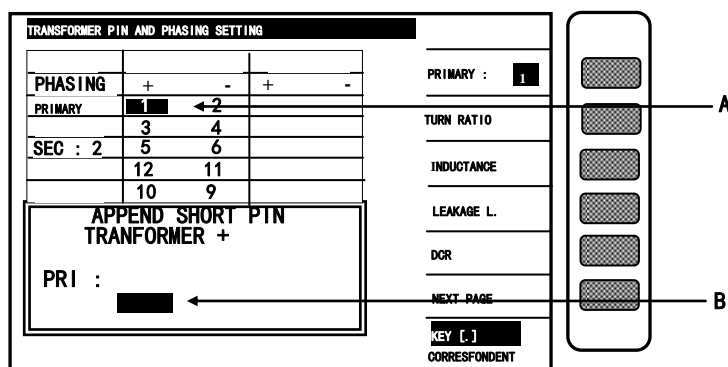 TRANSFORMER PIN AND PHASING SETTING
PHASING + - + -
PRIMARY 1 2
3 4
SEC : 2 5 6
12 11
10 9
APPEND SHORT PIN
TRANFORMER +
PRI :
PRIMARY : 1
TURN RATIO
INDUCTANCE
LEAKAGE L.
DCR
NEXT PAGE
KEY [.]
CORRESPONDENT
A
B